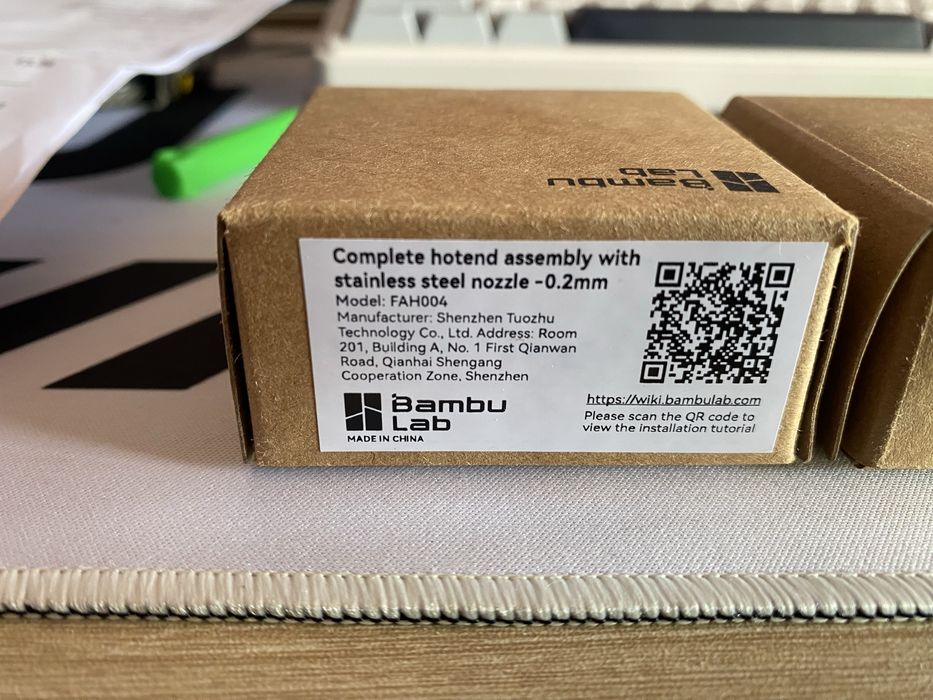 Bambu
Lab
Complete hotend assembly with
stainless steel nozzle -0.2mm
Model: FAH004
Manufacturer: Shenzhen Tuozhu
Technology Co., Ltd. Address: Room
201, Building A, No. 1 First Qianwan
Road, Qianhai Shengang
Cooperation Zone, Shenzhen
Bambu
Lab
MADE IN CHINA
https://wiki.bambulab.com
Please scan the QR code to
view the installation tutorial